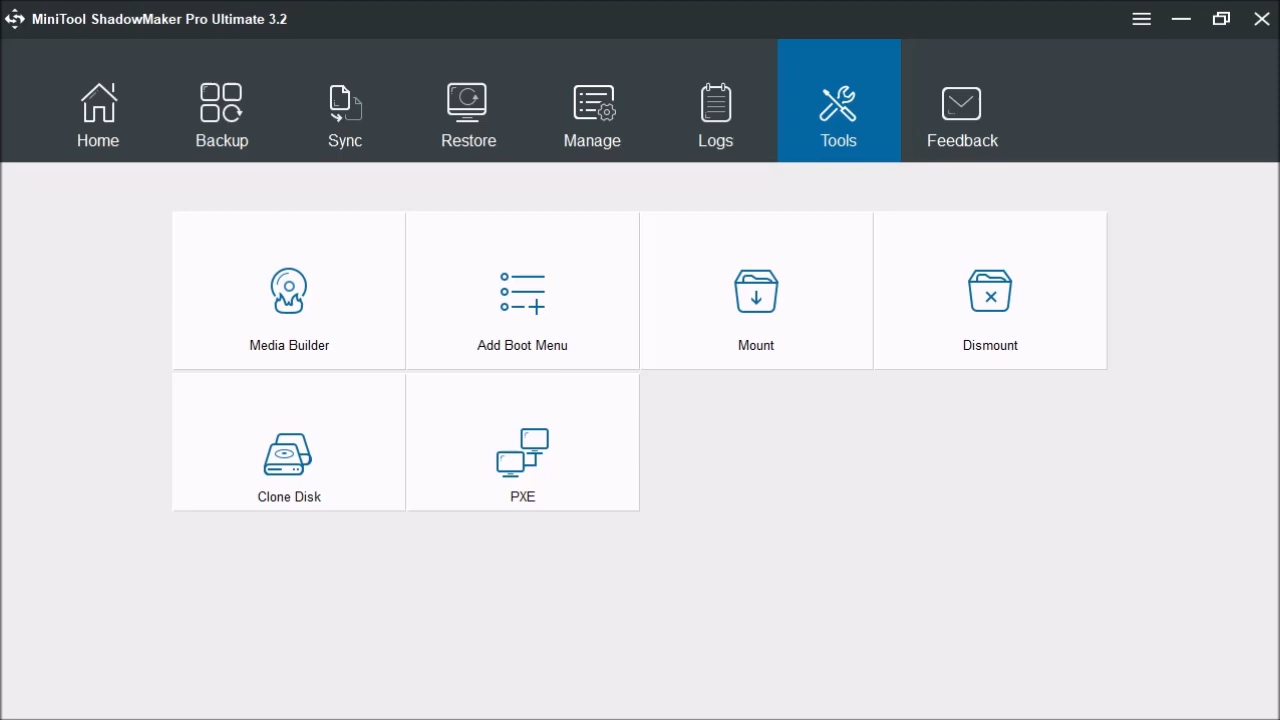 MiniTool ShadowMaker Pro Ultimate 3.2
Home Backup Sync Restore Manage Logs Tools Feedback
Media Builder Add Boot Menu Mount Dismount
Clone Disk PXE